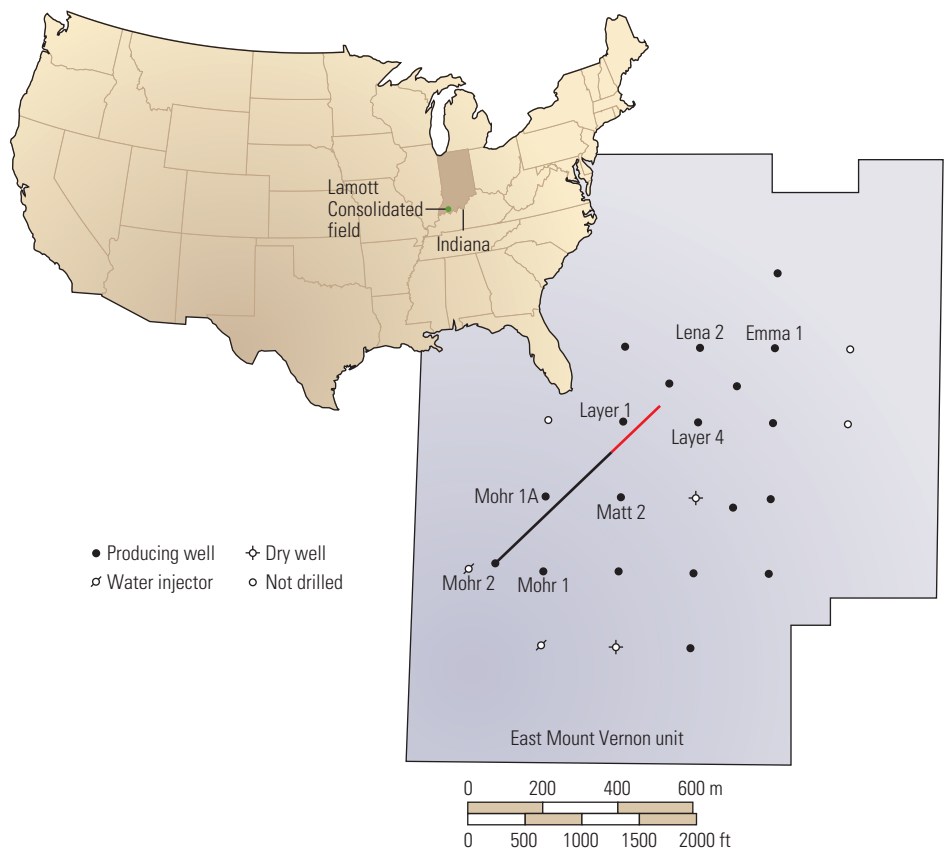 Lamott
Consolidated
field
Indiana
Lena 2
Emma 1
Layer 1
Layer 4
Mohr 1A
Matt 2
Mohr 2
Mohr 1
Producing well
Dry well
Water injector
Not drilled
East Mount Vernon unit
0 200 400 600 m
0 500 1000 1500 2000 ft